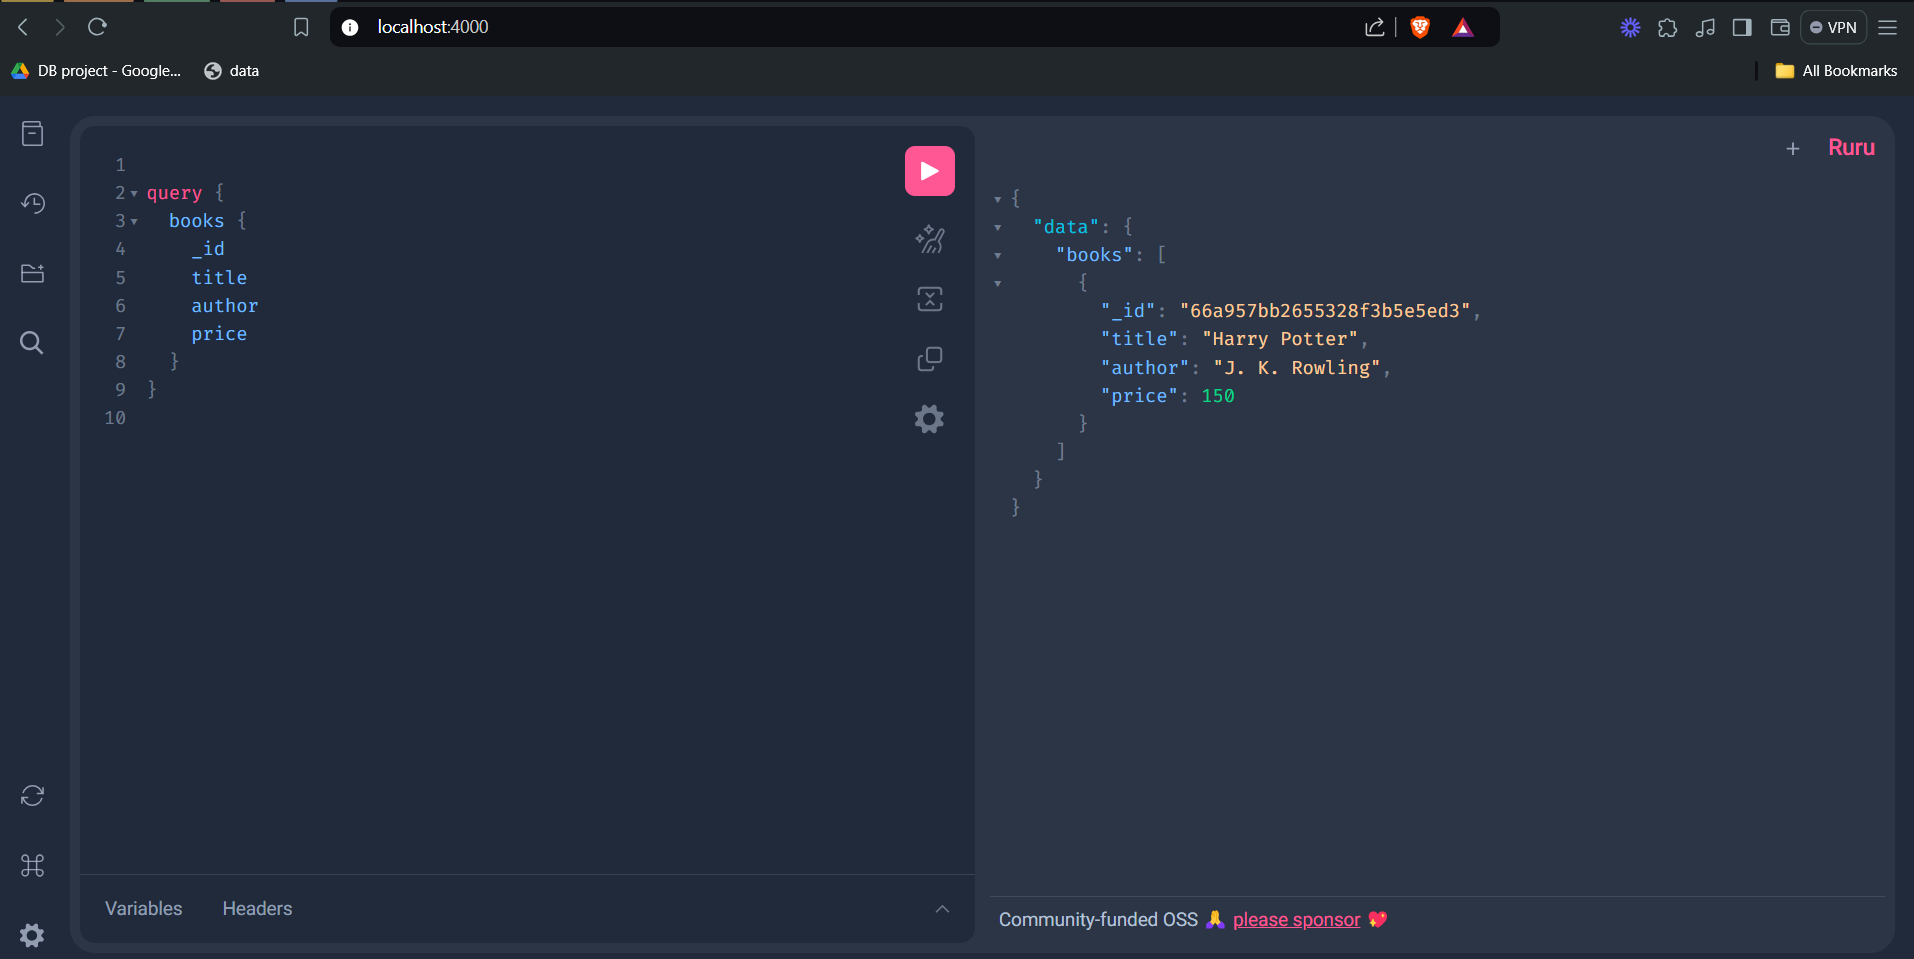 localhost:4000
VPN
DB project - Google...
data
All Bookmarks
1
2 query {
3 books {
4 _id
5 title
6 author
7 price
8 }
9 }
10
Variables Headers
+ Ruru
{
"data": {
"books": [
{
"_id": "66a957bb2655328f3b5e5ed3",
"title": "Harry Potter",
"author": "J. K. Rowling",
"price": 150
}
]
}
}
Community-funded OSS 🙏 please sponsor 💖